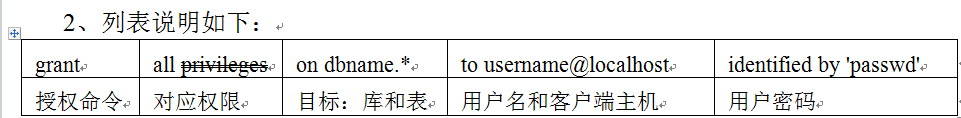 2、列表说明如下：
grant all privileges on dbname.* to username@localhost identified by 'passwd'
授权命令 对应权限 目标：库和表 用户名和客户端主机 用户密码